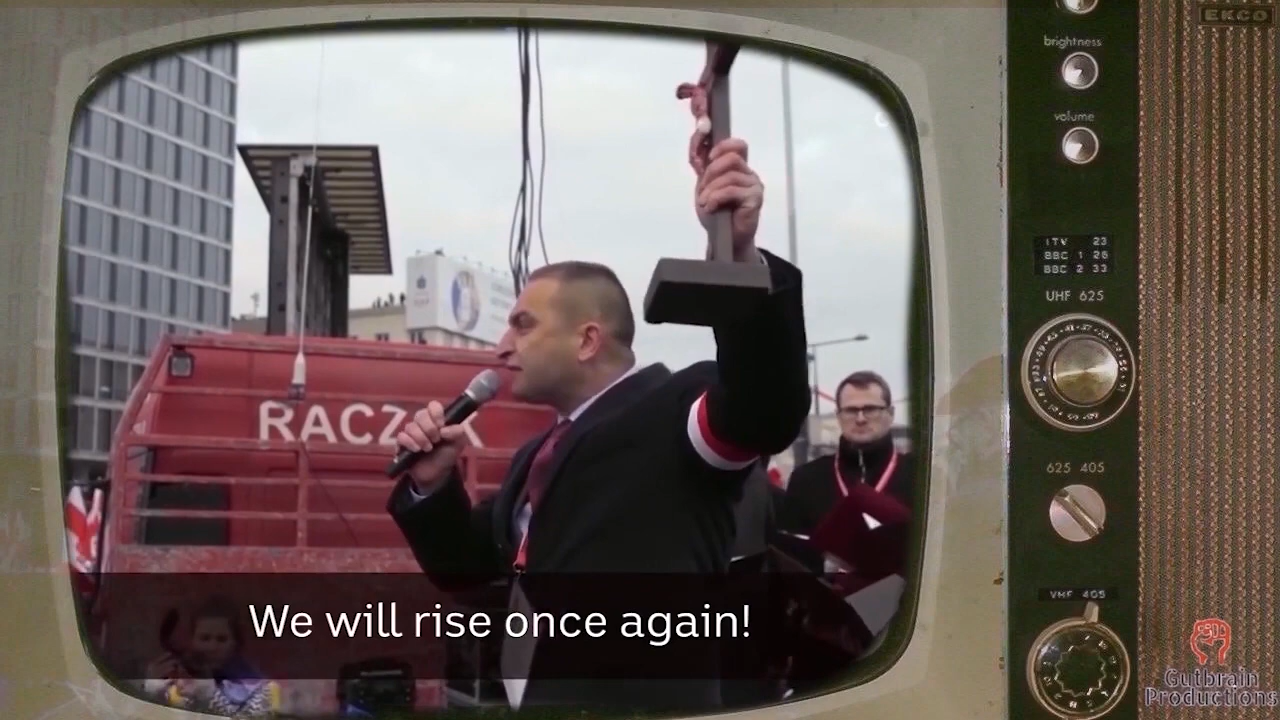 EKCO
brightness
volume
ITV 23
BBC 1 26
BBC 2 33
UHF 625
RACZ K
625 405
VHF 405
We will rise once again!
Gutbrain
Productions